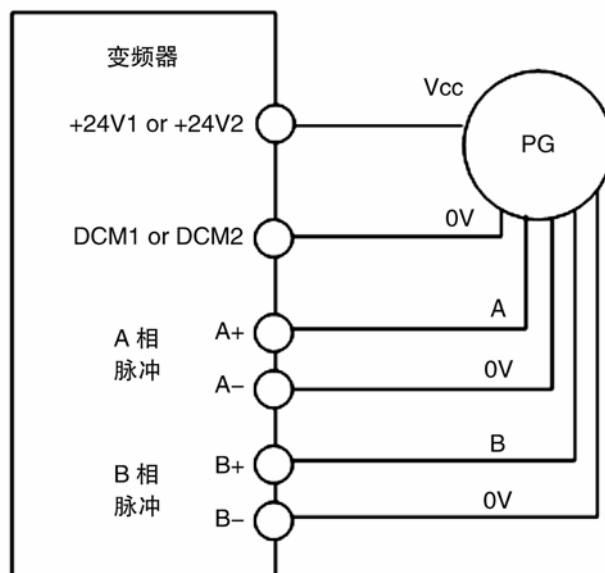 变频器
Vcc
+24V1 or +24V2
PG
0V
DCM1 or DCM2
A
A 相
脉冲
A+
0V
A−
B
B 相
脉冲
B+
0V
B−